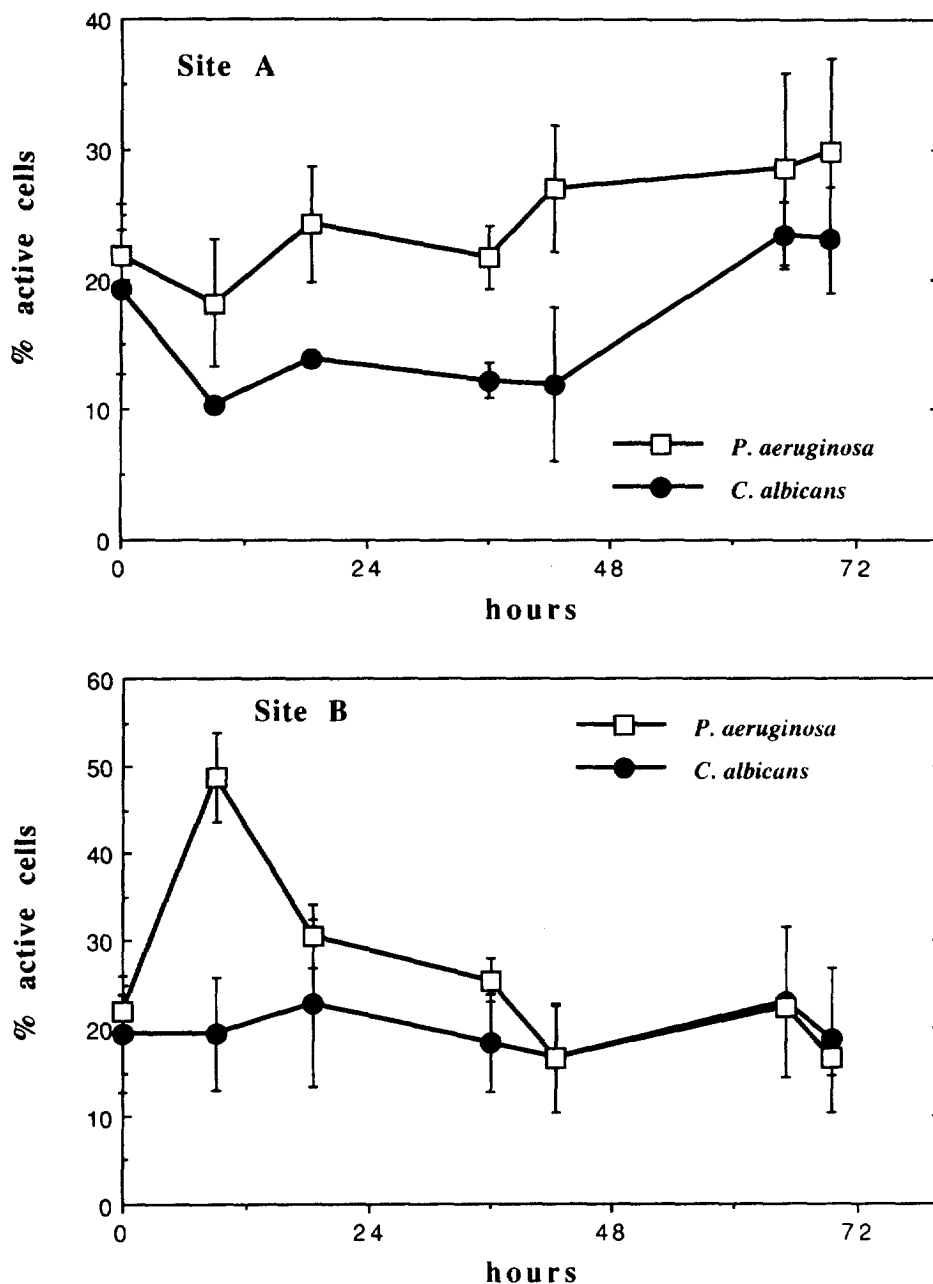 40
Site A
30
20
10
0
% active cells
P. aeruginosa
C. albicans
0 24 48 72
hours
60
Site B
50
40
30
20
10
0
% active cells
P. aeruginosa
C. albicans
0 24 48 72
hours